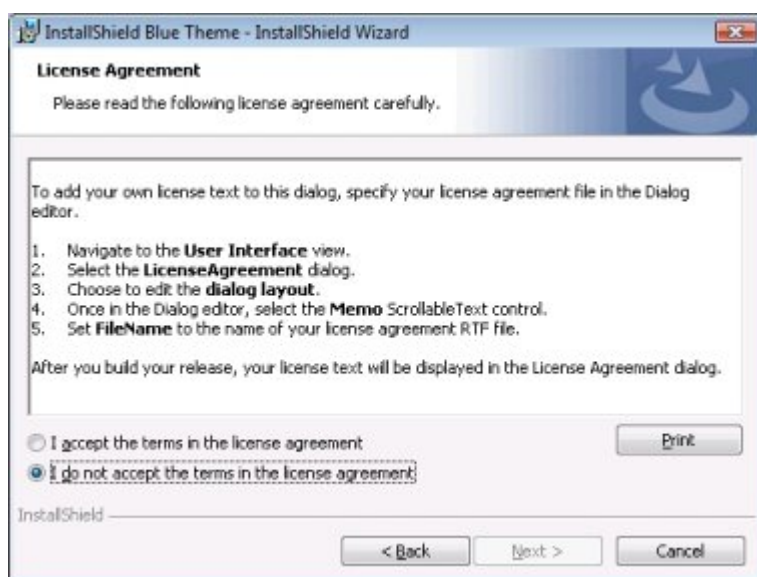 InstallShield Blue Theme - InstallShield Wizard
License Agreement
Please read the following license agreement carefully.
To add your own license text to this dialog, specify your license agreement file in the Dialog
editor.
1. Navigate to the User Interface view.
2. Select the LicenseAgreement dialog.
3. Choose to edit the dialog layout.
4. Once in the Dialog editor, select the Memo ScrollableText control.
5. Set FileName to the name of your license agreement RTF file.
After you build your release, your license text will be displayed in the License Agreement dialog.
I accept the terms in the license agreement
Print
I do not accept the terms in the license agreement
InstallShield
< Back
Next >
Cancel